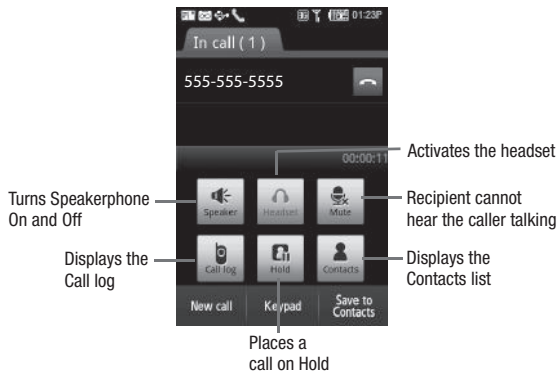 01:23P
In call ( 1 )
555-555-5555
00:00:11
Activates the headset
Turns Speakerphone
On and Off
Speaker
Headset
Mute
Recipient cannot
hear the caller talking
Displays the
Call log
Call log
Hold
Contacts
Displays the
Contacts list
New call
Keypad
Save to
Contacts
Places a
call on Hold